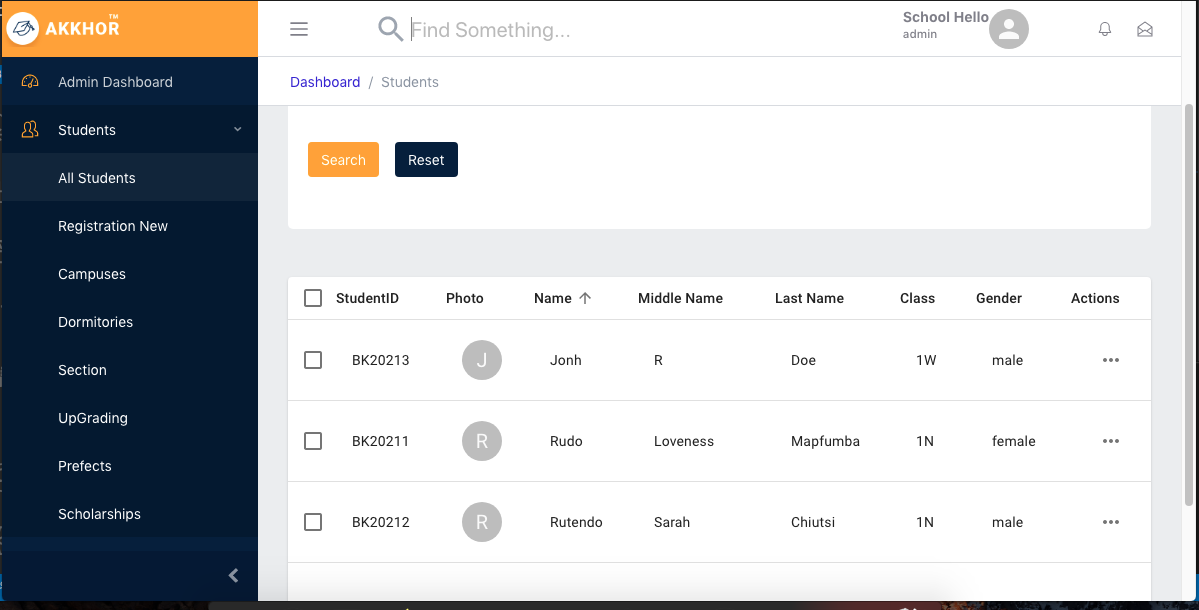 AKKHOR™
Find Something...
School Hello
admin
Admin Dashboard
Students
All Students
Registration New
Campuses
Dormitories
Section
UpGrading
Prefects
Scholarships
Dashboard / Students
Search Reset
StudentID Photo Name Middle Name Last Name Class Gender Actions
BK20213 J Jonh R Doe 1W male
BK20211 R Rudo Loveness Mapfumba 1N female
BK20212 R Rutendo Sarah Chiutsi 1N male